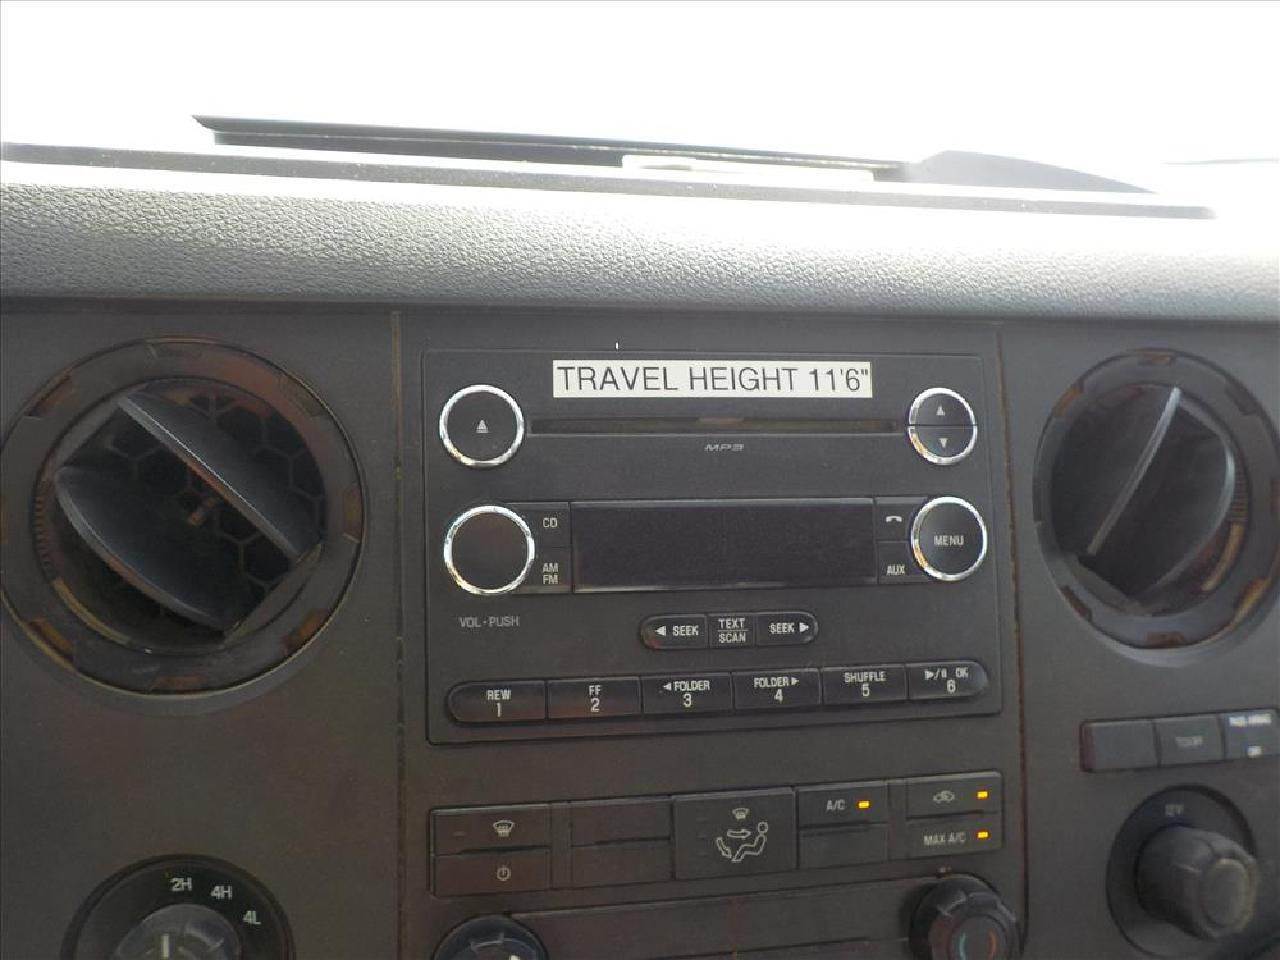 TRAVEL HEIGHT 11'6"
MP3
CD
AM
FM
AUX
MENU
VOL-PUSH
SEEK
TEXT
SCAN
SEEK
REW
1
FF
2
FOLDER
3
FOLDER
4
SHUFFLE
5
OK
6
A/C
MAX A/C
2H
4H
4L
12V